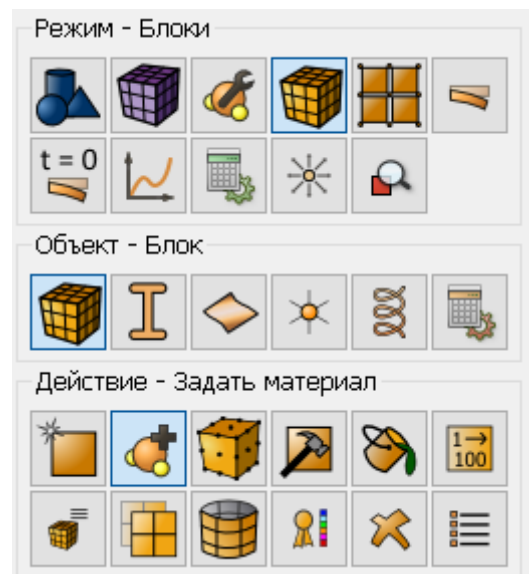 Режим - Блоки
t = 0
Объект - Блок
Действие - Задать материал
1→
100